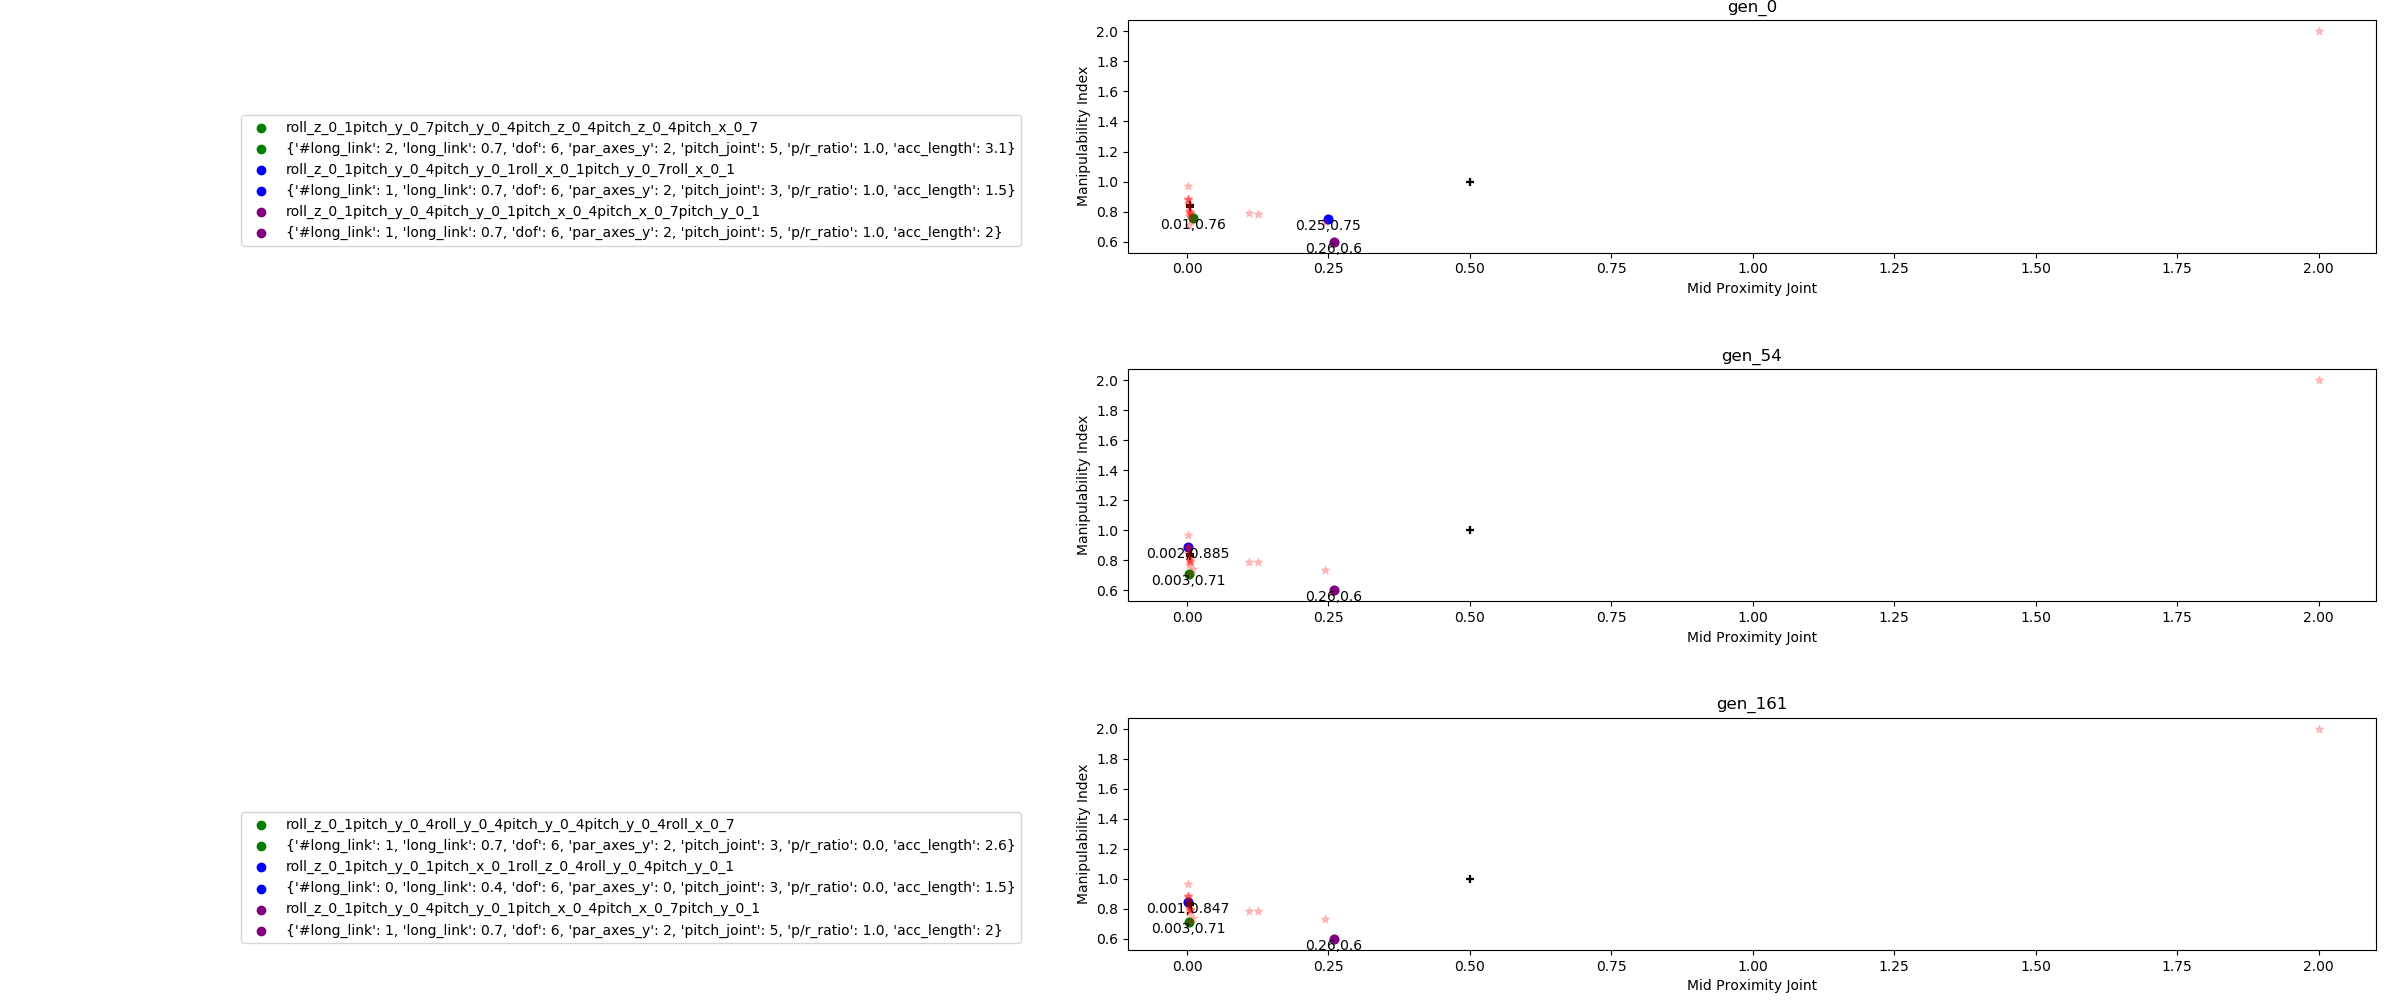 gen_0
2.0
1.8
1.6
1.4
1.2
1.0
0.8
0.6
Manipulability Index
0.01,0.76
0.25,0.75
0.26,0.6
0.00 0.25 0.50 0.75 1.00 1.25 1.50 1.75 2.00
Mid Proximity Joint
roll_z_0_1pitch_y_0_7pitch_y_0_4pitch_z_0_4pitch_z_0_4pitch_x_0_7
{'#long_link': 2, 'long_link': 0.7, 'dof': 6, 'par_axes_y': 2, 'pitch_joint': 5, 'p/r_ratio': 1.0, 'acc_length': 3.1}
roll_z_0_1pitch_y_0_4pitch_y_0_1roll_x_0_1pitch_y_0_7roll_x_0_1
{'#long_link': 1, 'long_link': 0.7, 'dof': 6, 'par_axes_y': 2, 'pitch_joint': 3, 'p/r_ratio': 1.0, 'acc_length': 1.5}
roll_z_0_1pitch_y_0_4pitch_y_0_1pitch_x_0_4pitch_x_0_7pitch_y_0_1
{'#long_link': 1, 'long_link': 0.7, 'dof': 6, 'par_axes_y': 2, 'pitch_joint': 5, 'p/r_ratio': 1.0, 'acc_length': 2}
gen_54
2.0
1.8
1.6
1.4
1.2
1.0
0.8
0.6
Manipulability Index
0.002,0.885
0.003,0.71
0.26,0.6
0.00 0.25 0.50 0.75 1.00 1.25 1.50 1.75 2.00
Mid Proximity Joint
gen_161
2.0
1.8
1.6
1.4
1.2
1.0
0.8
0.6
Manipulability Index
0.001,0.847
0.003,0.71
0.26,0.6
0.00 0.25 0.50 0.75 1.00 1.25 1.50 1.75 2.00
Mid Proximity Joint
roll_z_0_1pitch_y_0_4roll_y_0_4pitch_y_0_4pitch_y_0_4roll_x_0_7
{'#long_link': 1, 'long_link': 0.7, 'dof': 6, 'par_axes_y': 2, 'pitch_joint': 3, 'p/r_ratio': 0.0, 'acc_length': 2.6}
roll_z_0_1pitch_y_0_1pitch_x_0_1roll_z_0_4roll_y_0_4pitch_y_0_1
{'#long_link': 0, 'long_link': 0.4, 'dof': 6, 'par_axes_y': 0, 'pitch_joint': 3, 'p/r_ratio': 0.0, 'acc_length': 1.5}
roll_z_0_1pitch_y_0_4pitch_y_0_1pitch_x_0_4pitch_x_0_7pitch_y_0_1
{'#long_link': 1, 'long_link': 0.7, 'dof': 6, 'par_axes_y': 2, 'pitch_joint': 5, 'p/r_ratio': 1.0, 'acc_length': 2}